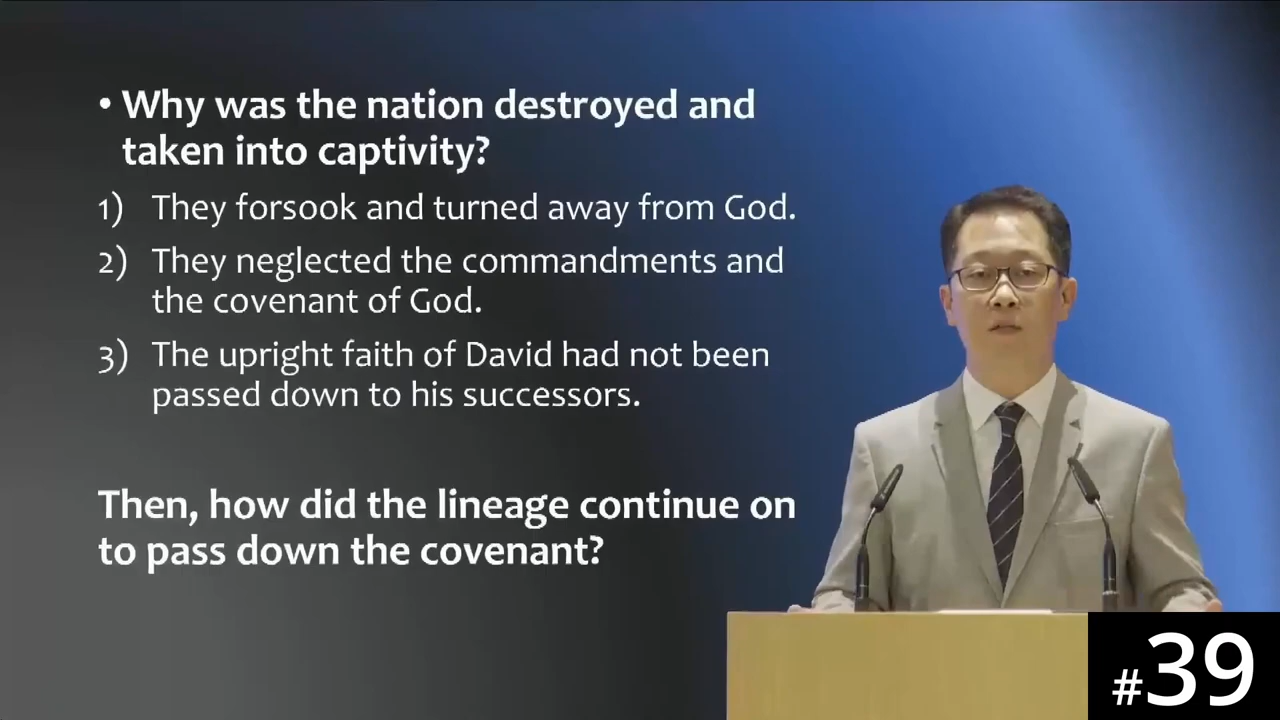 • Why was the nation destroyed and
taken into captivity?
1) They forsook and turned away from God.
2) They neglected the commandments and
the covenant of God.
3) The upright faith of David had not been
passed down to his successors.
Then, how did the lineage continue on
to pass down the covenant?
#39